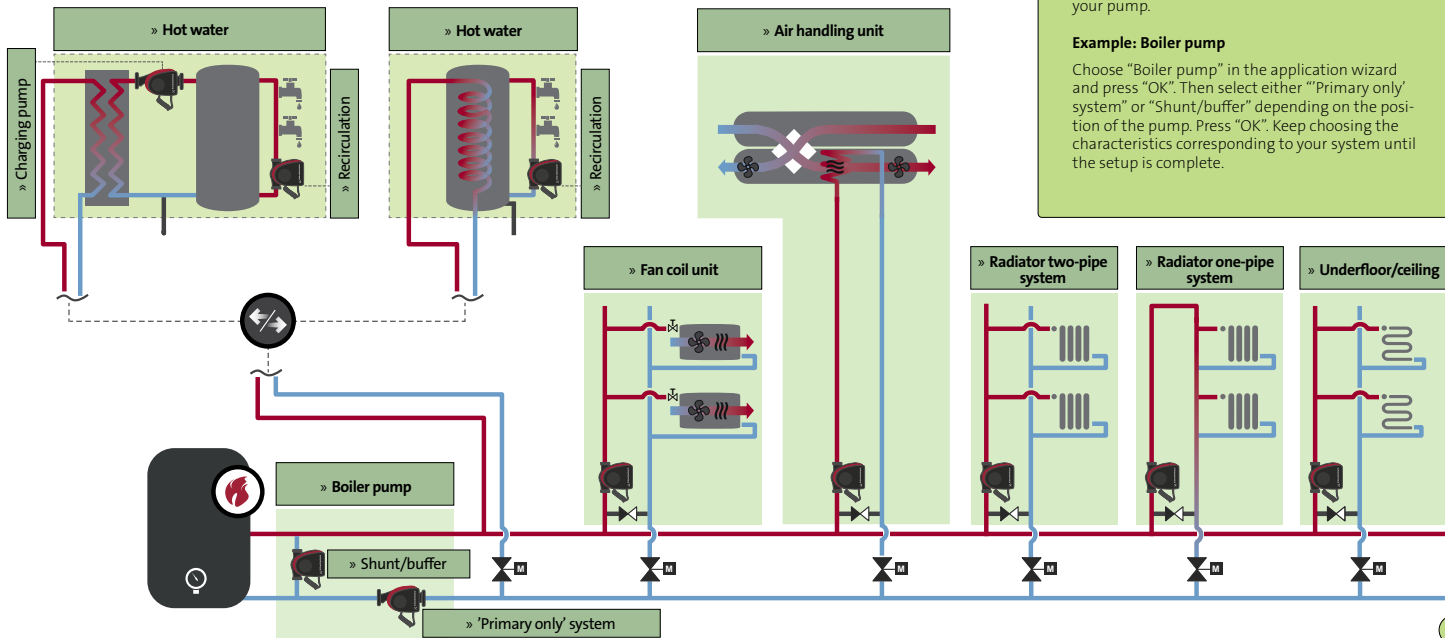 » Hot water
» Hot water
» Air handling unit
your pump.
Example: Boiler pump
Choose “Boiler pump” in the application wizard
and press “OK”. Then select either “’Primary only’
system” or “Shunt/buffer” depending on the posi-
tion of the pump. Press “OK”. Keep choosing the
characteristics corresponding to your system until
the setup is complete.
» Charging pump
» Recirculation
» Recirculation
» Fan coil unit
» Radiator two-pipe
system
» Radiator one-pipe
system
» Underfloor/ceiling
» Boiler pump
» Shunt/buffer
» ’Primary only’ system
M
M
M
M
M
M